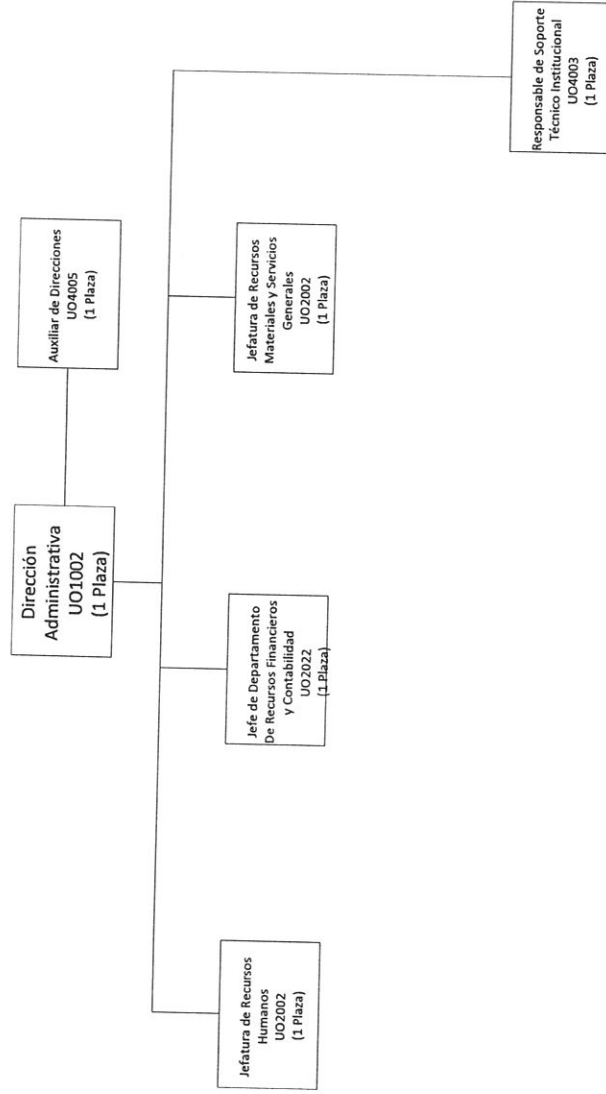 Dirección
Administrativa
UO1002
(1 Plaza)
Auxiliar de Direcciones
UO4005
(1 Plaza)
Jefatura de Recursos
Humanos
UO2002
(1 Plaza)
Jefe de Departamento
De Recursos Financieros
y Contabilidad
UO2022
(1 Plaza)
Jefatura de Recursos
Materiales y Servicios
Generales
UO2002
(1 Plaza)
Responsable de Soporte
Técnico Institucional
UO4003
(1 Plaza)